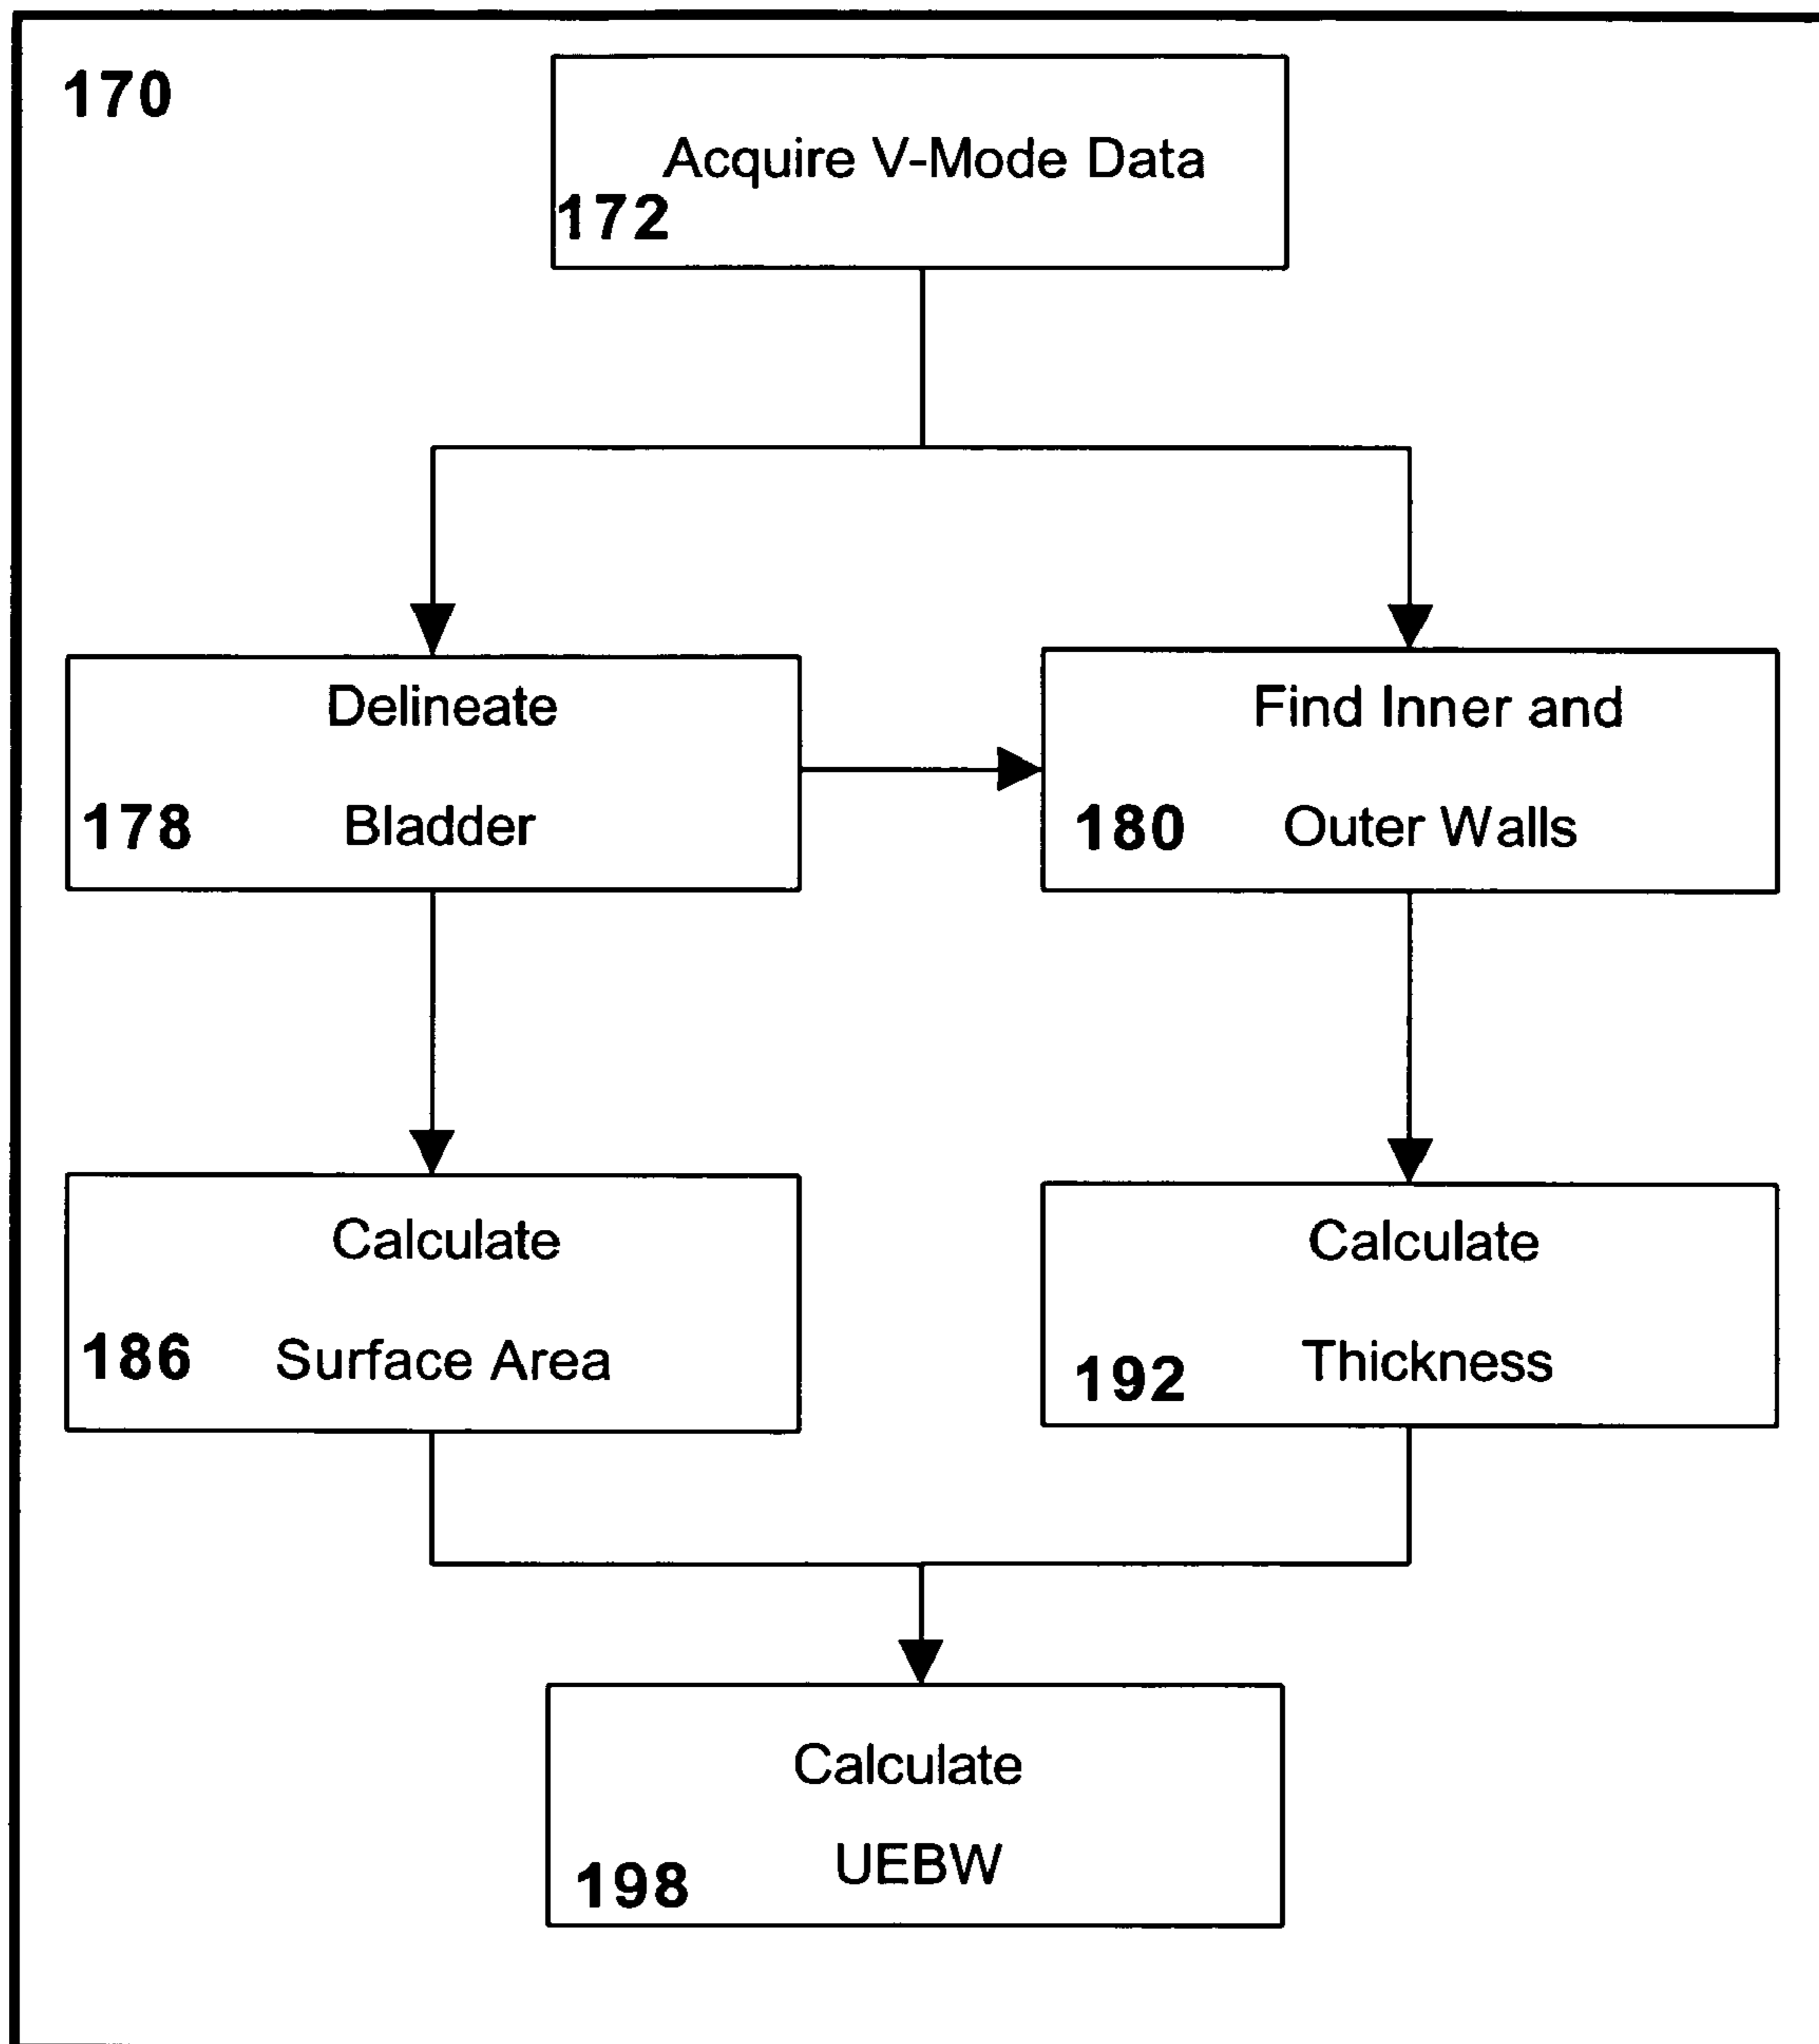 170
Acquire V-Mode Data
172
Delineate
178 Bladder
Find Inner and
180 Outer Walls
Calculate
186 Surface Area
Calculate
192 Thickness
Calculate
UEBW
198